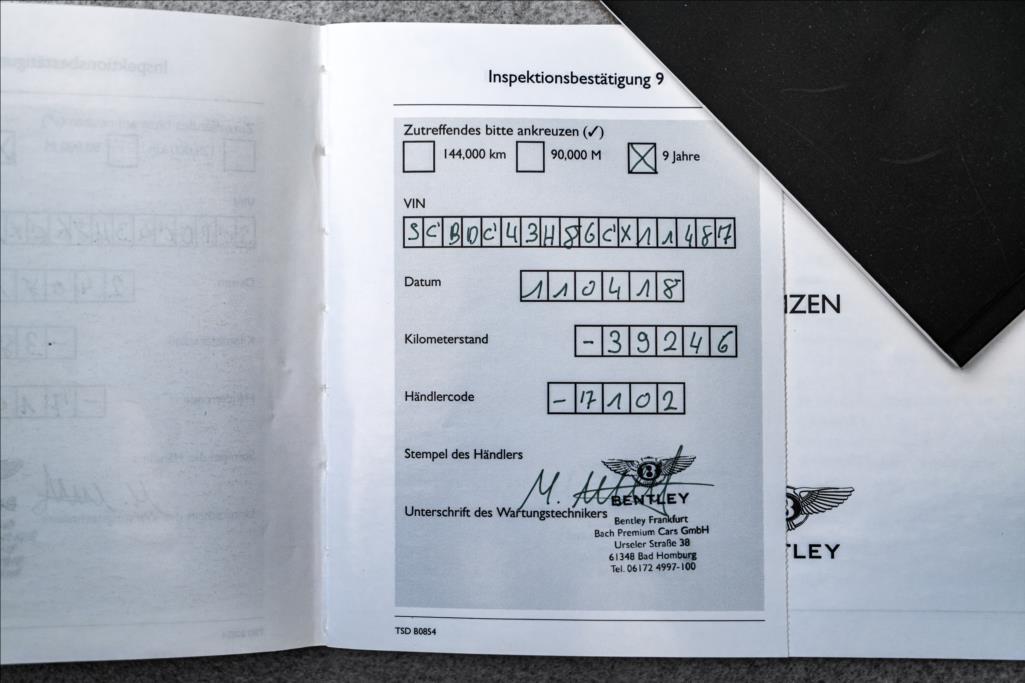 Inspektionsbestätigung 9
Zutreffendes bitte ankreuzen (✓)
144,000 km 90,000 M 9 Jahre
VIN
SCBDC43H86CX11487
Datum
110418
Kilometerstand
-39246
Händlercode
-7102
Stempel des Händlers
M.
BENTLEY
Unterschrift des Wartungstechnikers
Bentley Frankfurt
Bach Premium Cars GmbH
Urseler Straße 38
61348 Bad Homburg
Tel. 06172 4997-100
TSD B0854
IZEN
B
TLEY